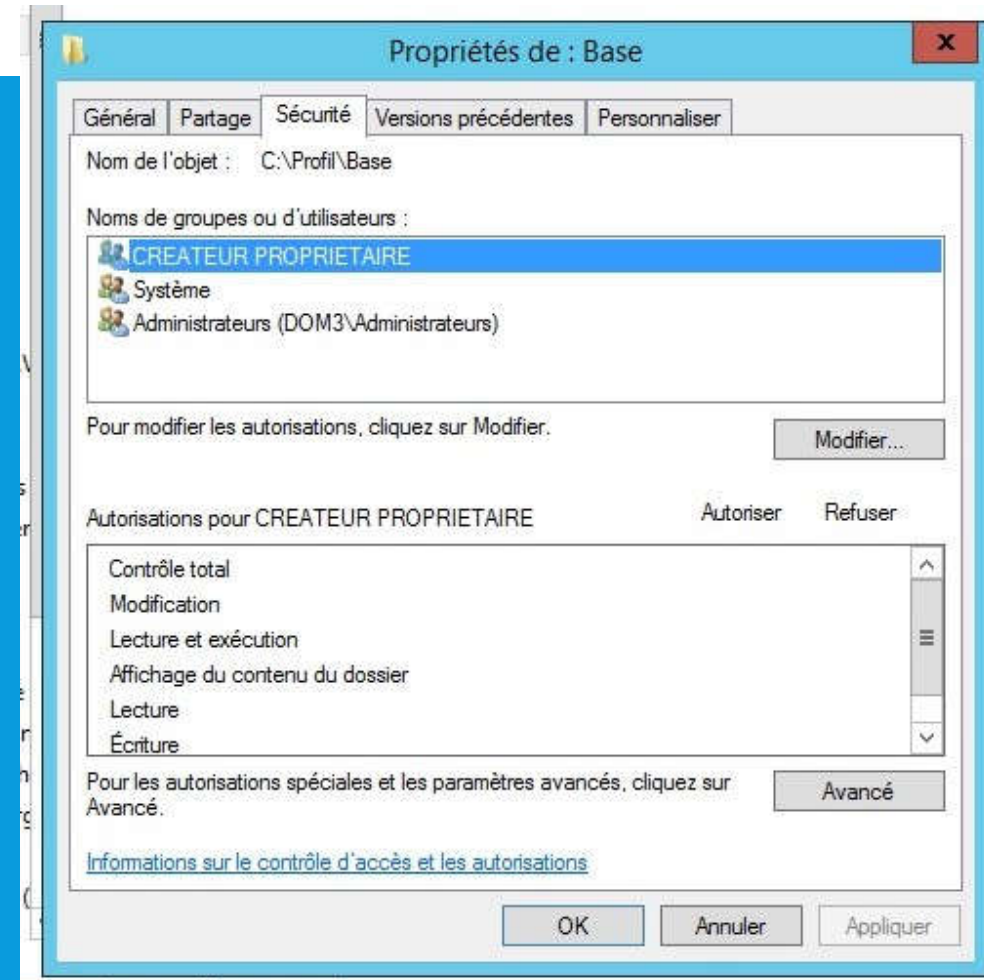 Propriétés de : Base
x
Général Partage Sécurité Versions précédentes Personnaliser
Nom de l'objet : C:\Profil\Base
Noms de groupes ou d'utilisateurs :
CREATEUR PROPRIETAIRE
Système
Administrateurs (DOM3\Administrateurs)
Pour modifier les autorisations, cliquez sur Modifier.
Modifier...
Autorisations pour CREATEUR PROPRIETAIRE Autoriser Refuser
Contrôle total
Modification
Lecture et exécution
Affichage du contenu du dossier
Lecture
Écriture
Pour les autorisations spéciales et les paramètres avancés, cliquez sur
Avancé.
Avancé
Informations sur le contrôle d'accès et les autorisations
OK Annuler Appliquer